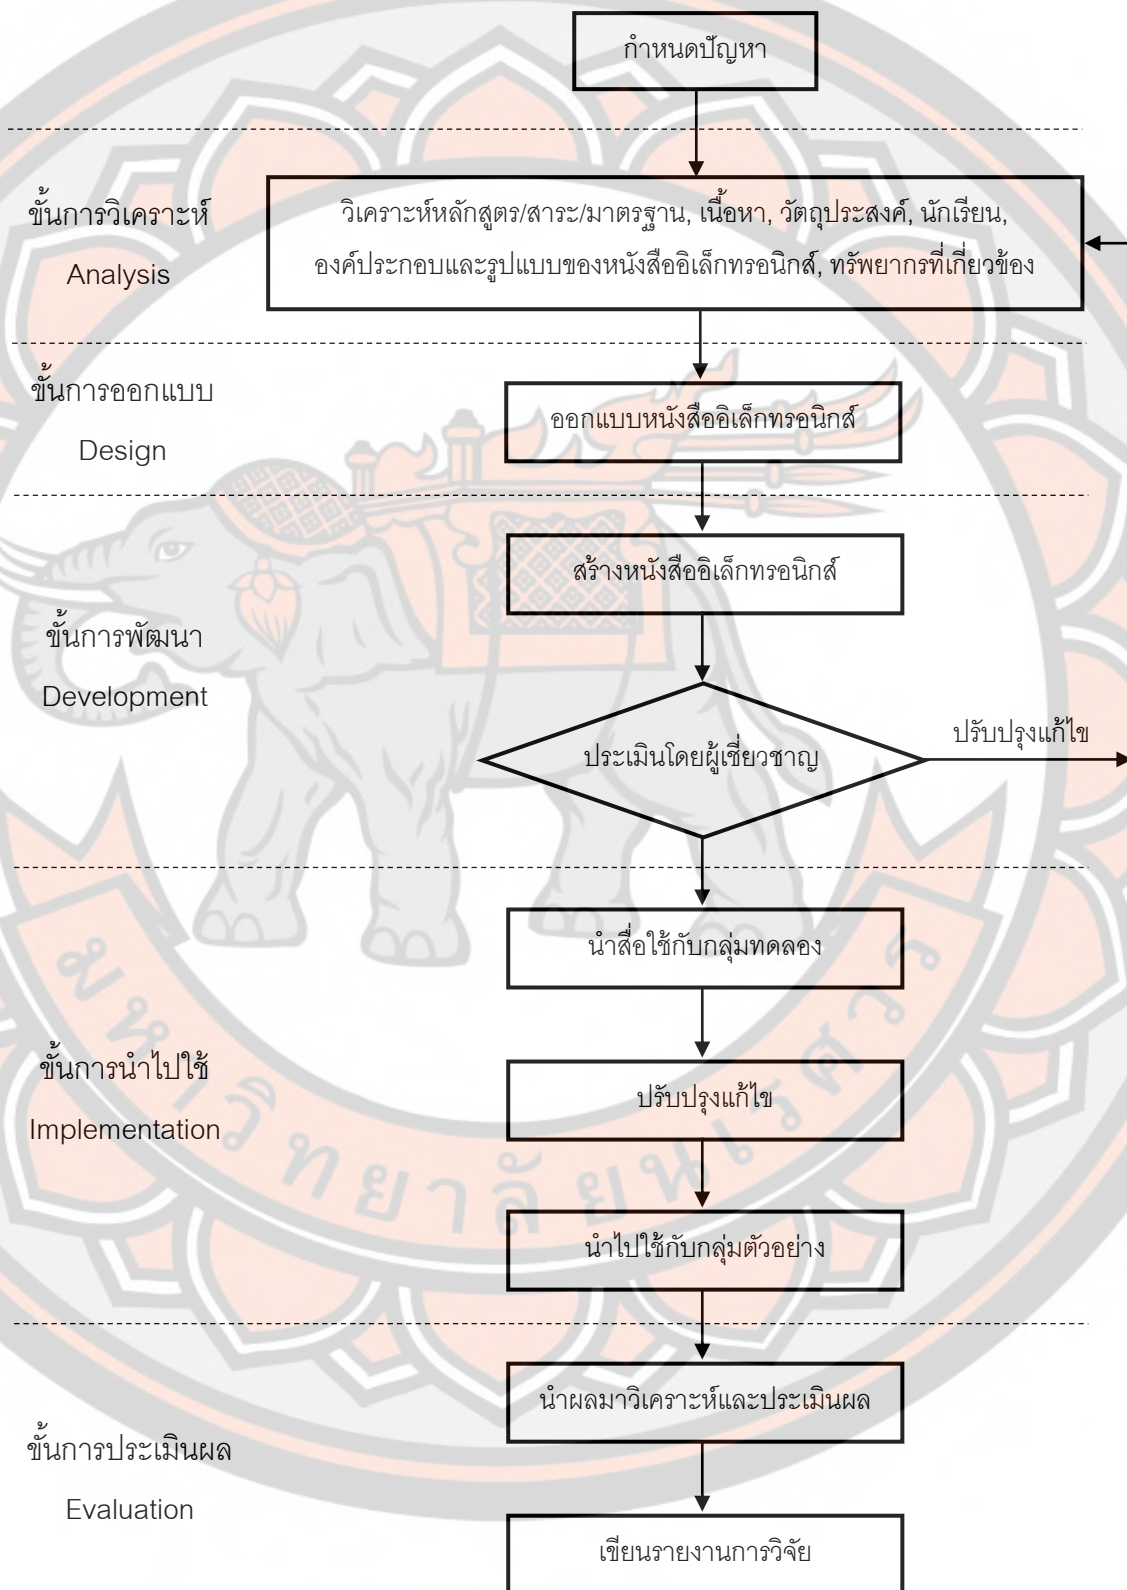 กำหนดปัญหา
ขั้นการวิเคราะห์
Analysis
วิเคราะห์หลักสูตร/สาระ/มาตรฐาน, เนื้อหา, วัตถุประสงค์, นักเรียน,
องค์ประกอบและรูปแบบของหนังสืออิเล็กทรอนิกส์, ทรัพยากรที่เกี่ยวข้อง
ขั้นการออกแบบ
Design
ออกแบบหนังสืออิเล็กทรอนิกส์
สร้างหนังสืออิเล็กทรอนิกส์
ขั้นการพัฒนา
Development
ประเมินโดยผู้เชี่ยวชาญ
ปรับปรุงแก้ไข
นำสื่อใช้กับกลุ่มทดลอง
ขั้นการนำไปใช้
Implementation
ปรับปรุงแก้ไข
นำไปใช้กับกลุ่มตัวอย่าง
นำผลมาวิเคราะห์และประเมินผล
ขั้นการประเมินผล
Evaluation
เขียนรายงานการวิจัย
มหาวิทยาลัยนเรศวร